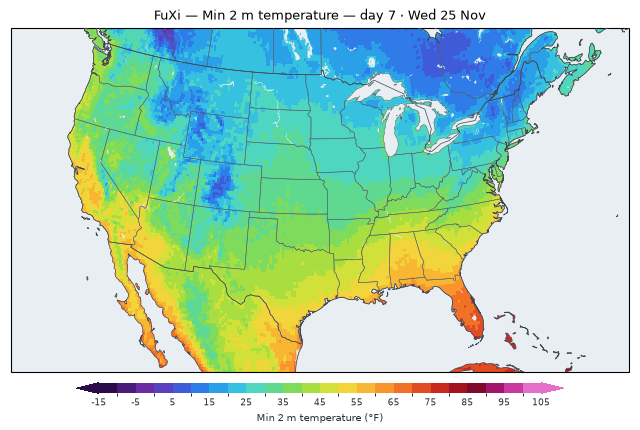 FuXi — Min 2 m temperature — day 7 · Wed 25 Nov
-15 -5 5 15 25 35 45 55 65 75 85 95 105
Min 2 m temperature (°F)